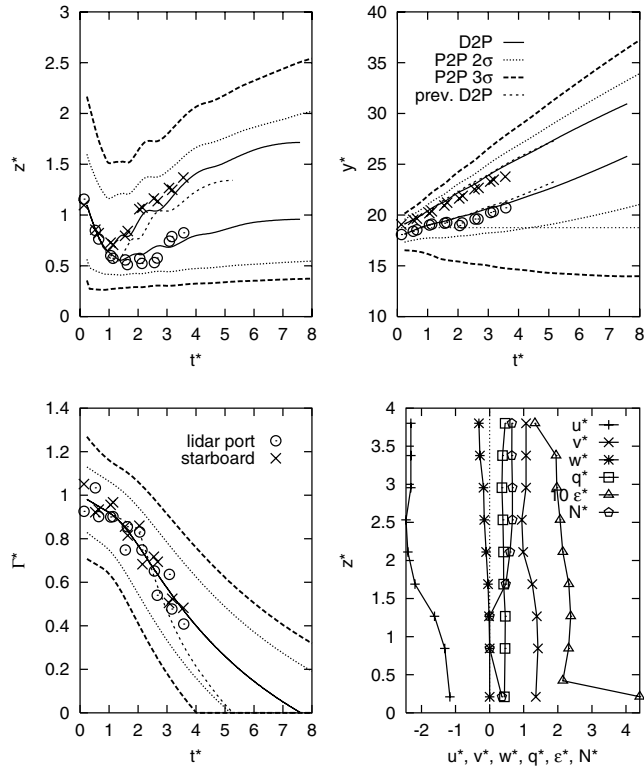 3
2.5
2
1.5
1
0.5
0
z*
0 1 2 3 4 5 6 7 8
t*
40
35
30
25
20
15
10
y*
D2P
P2P 2σ
P2P 3σ
prev. D2P
0 1 2 3 4 5 6 7 8
t*
1.4
1.2
1
0.8
0.6
0.4
0.2
0
Γ*
lidar port
starboard
0 1 2 3 4 5 6 7 8
t*
4
3.5
3
2.5
2
1.5
1
0.5
0
z*
u*
v*
w*
q*
10 ε*
N*
-2 -1 0 1 2 3 4
u*, v*, w*, q*, ε*, N*